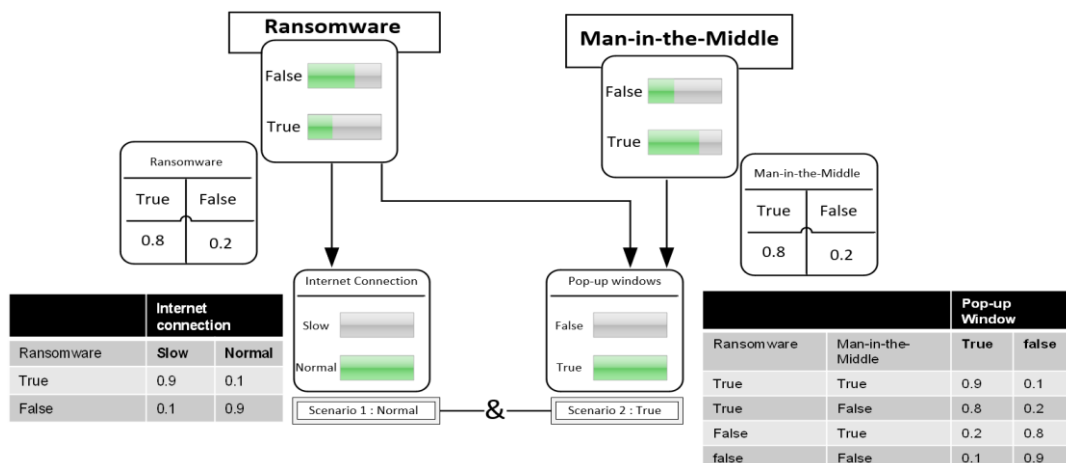 Ransomware
Man-in-the-Middle
False
True
False
True
Ransomware
True False
0.8 0.2
Man-in-the-Middle
True False
0.8 0.2
Internet Connection
Slow
Normal
Scenario 1 : Normal
&
Pop-up windows
False
True
Scenario 2 : True
Internet
connection
Ransomware Slow Normal
True 0.9 0.1
False 0.1 0.9
Pop-up
Window
Ransomware Man-in-the-
Middle True false
True True 0.9 0.1
True False 0.8 0.2
False True 0.2 0.8
false False 0.1 0.9